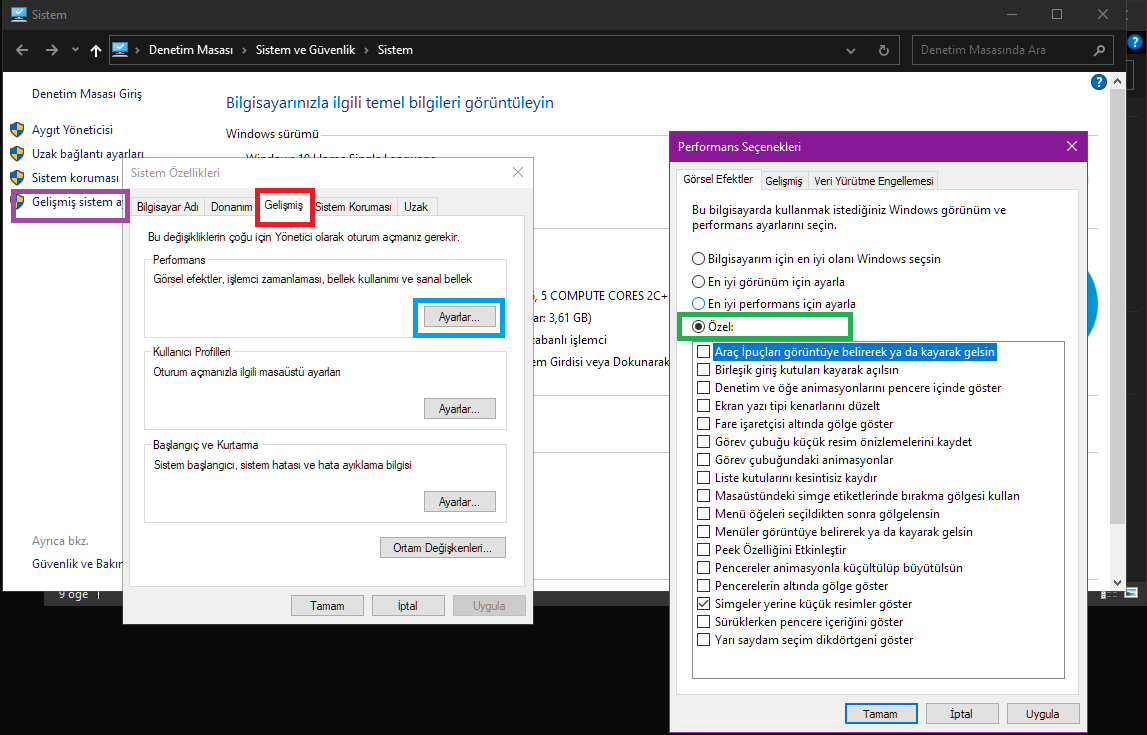 Sistem
Denetim Masası > Sistem ve Güvenlik > Sistem
Denetim Masasında Ara
Denetim Masası Giriş
Aygıt Yöneticisi
Uzak bağlantı ayarları
Sistem koruması
Gelişmiş sistem ay
Ayrıca bkz.
Güvenlik ve Bakır
9 öğe
Bilgisayarınızla ilgili temel bilgileri görüntüleyin
Windows sürümü
Windows 10 Home Single Language
5 COMPUTE CORES 2C+
ar: 3,61 GB)
tabanlı işlemci
em Girdisi veya Dokunarak
Sistem Özellikleri
Bilgisayar Adı
Donanım
Gelişmiş
Sistem Koruması
Uzak
Bu değişikliklerin çoğu için Yönetici olarak oturum açmanız gerekir.
Performans
Görsel efektler, işlemci zamanlaması, bellek kullanımı ve sanal bellek
Ayarlar...
Kullanıcı Profilleri
Oturum açmanızla ilgili masaüstü ayarları
Ayarlar...
Başlangıç ve Kurtarma
Sistem başlangıcı, sistem hatası ve hata ayıklama bilgisi
Ayarlar...
Ortam Değişkenleri...
Tamam
İptal
Uygula
Performans Seçenekleri
Görsel Efektler
Gelişmiş
Veri Yürütme Engellemesi
Bu bilgisayarda kullanmak istediğiniz Windows görünüm ve
performans ayarlarını seçin.
Bilgisayarım için en iyi olanı Windows seçsin
En iyi görünüm için ayarla
En iyi performans için ayarla
Özel:
Araç İpuçları görüntüye belirerek ya da kayarak gelsin
Birleşik giriş kutuları kayarak açılsın
Denetim ve öğe animasyonlarını pencere içinde göster
Ekran yazı tipi kenarlarını düzelt
Fare işaretçisi altında gölge göster
Görev çubuğu küçük resim önizlemelerini kaydet
Görev çubuğundaki animasyonlar
Liste kutularını kesintisiz kaydır
Masaüstündeki simge etiketlerinde bırakma gölgesi kullan
Menü öğeleri seçildikten sonra gölgelensin
Menüler görüntüye belirerek ya da kayarak gelsin
Peek Özelliğini Etkinleştir
Pencereler animasyonla küçültülüp büyütülsün
Pencerelerin altında gölge göster
Simgeler yerine küçük resimler göster
Sürüklerken pencere içeriğini göster
Yarı saydam seçim dikdörtgeni göster
Tamam
İptal
Uygula